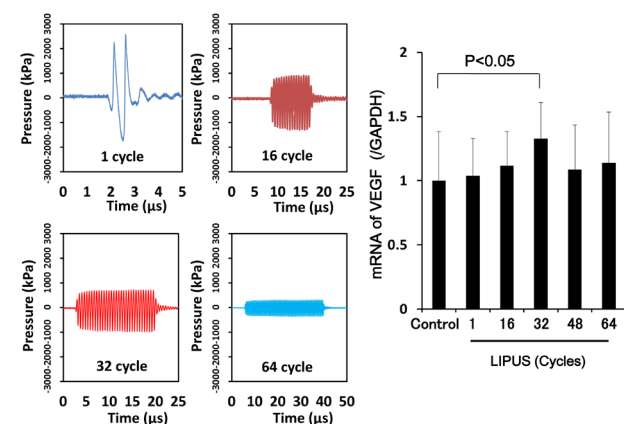 Pressure (kPa)
-3000-2000-1000 0 1000 2000 3000
1 cycle
0 1 2 3 4 5
Time (μs)
Pressure (kPa)
-3000-2000-1000 0 1000 2000 3000
16 cycle
0 5 10 15 20 25
Time (μs)
Pressure (kPa)
-3000-2000-1000 0 1000 2000 3000
32 cycle
0 5 10 15 20 25
Time (μs)
Pressure (kPa)
-3000-2000-1000 0 1000 2000 3000
64 cycle
0 10 20 30 40 50
Time (μs)
mRNA of VEGF (/GAPDH)
2
1.5
1
0.5
0
P<0.05
Control 1 16 32 48 64
LIPUS (Cycles)